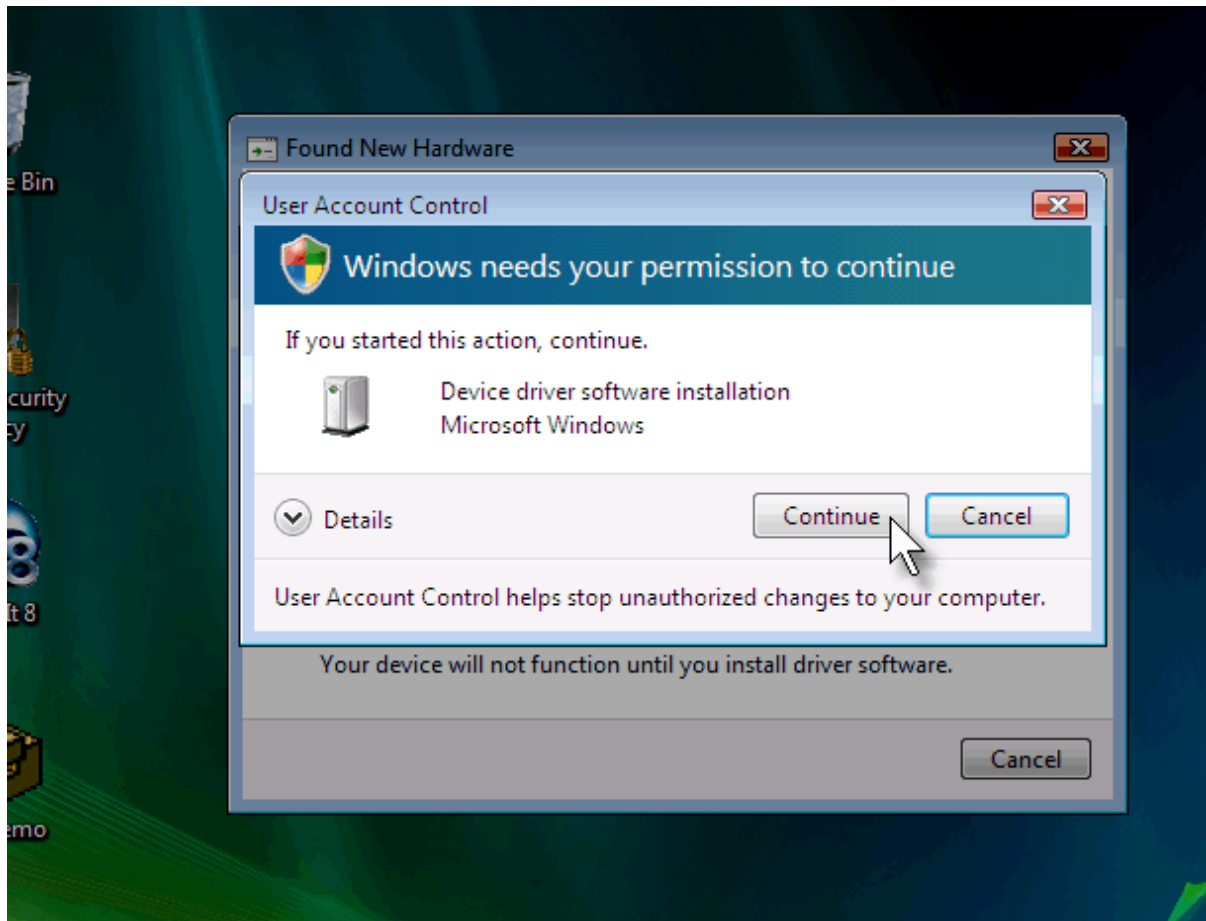 Found New Hardware
e Bin
User Account Control
Windows needs your permission to continue
If you started this action, continue.
Device driver software installation
Microsoft Windows
curity
cy
Details
Continue
Cancel
User Account Control helps stop unauthorized changes to your computer.
ft 8
Your device will not function until you install driver software.
Cancel
emo